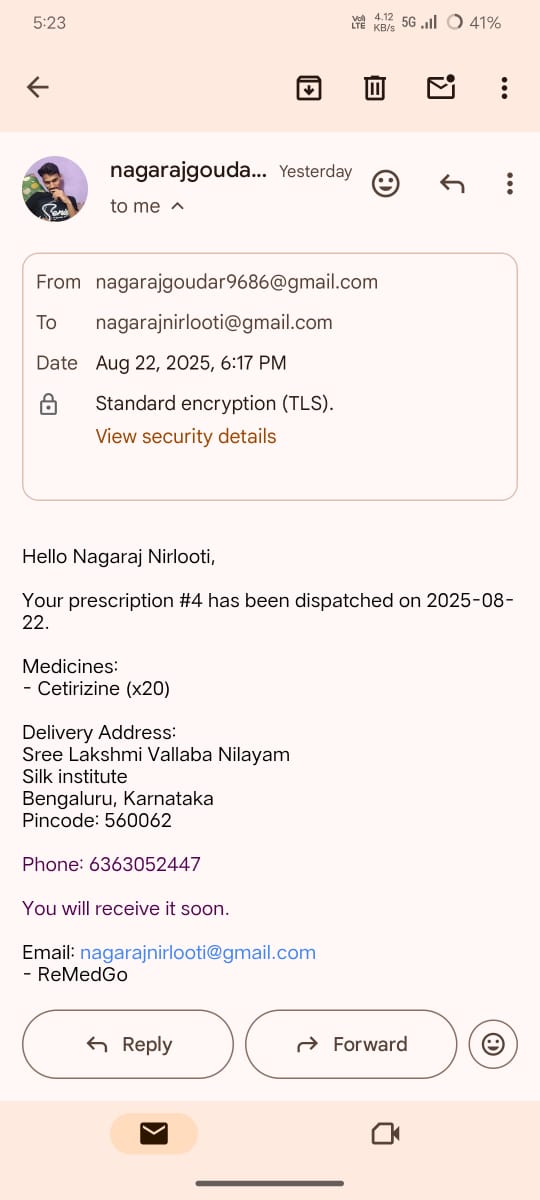 5:23 Vol) LTE 4.12 KB/s 5G 41%
nagarajgouda... Yesterday
to me
From nagarajgoudar9686@gmail.com
To nagarajnirlooti@gmail.com
Date Aug 22, 2025, 6:17 PM
Standard encryption (TLS).
View security details
Hello Nagaraj Nirlooti,
Your prescription #4 has been dispatched on 2025-08-
22.
Medicines:
- Cetirizine (x20)
Delivery Address:
Sree Lakshmi Vallaba Nilayam
Silk institute
Bengaluru, Karnataka
Pincode: 560062
Phone: 6363052447
You will receive it soon.
Email: nagarajnirlooti@gmail.com
- ReMedGo
Reply Forward